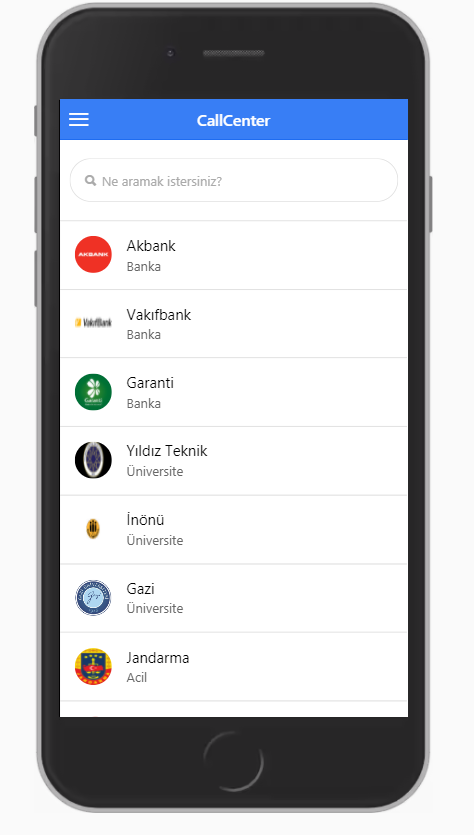 CallCenter
Ne aramak istersiniz?
AKBANK
Akbank
Banka
VakıfBank
Vakıfbank
Banka
Garanti
Garanti
Banka
Yıldız Teknik
Üniversite
İnönü
Üniversite
Gazi
Üniversite
Jandarma
Acil